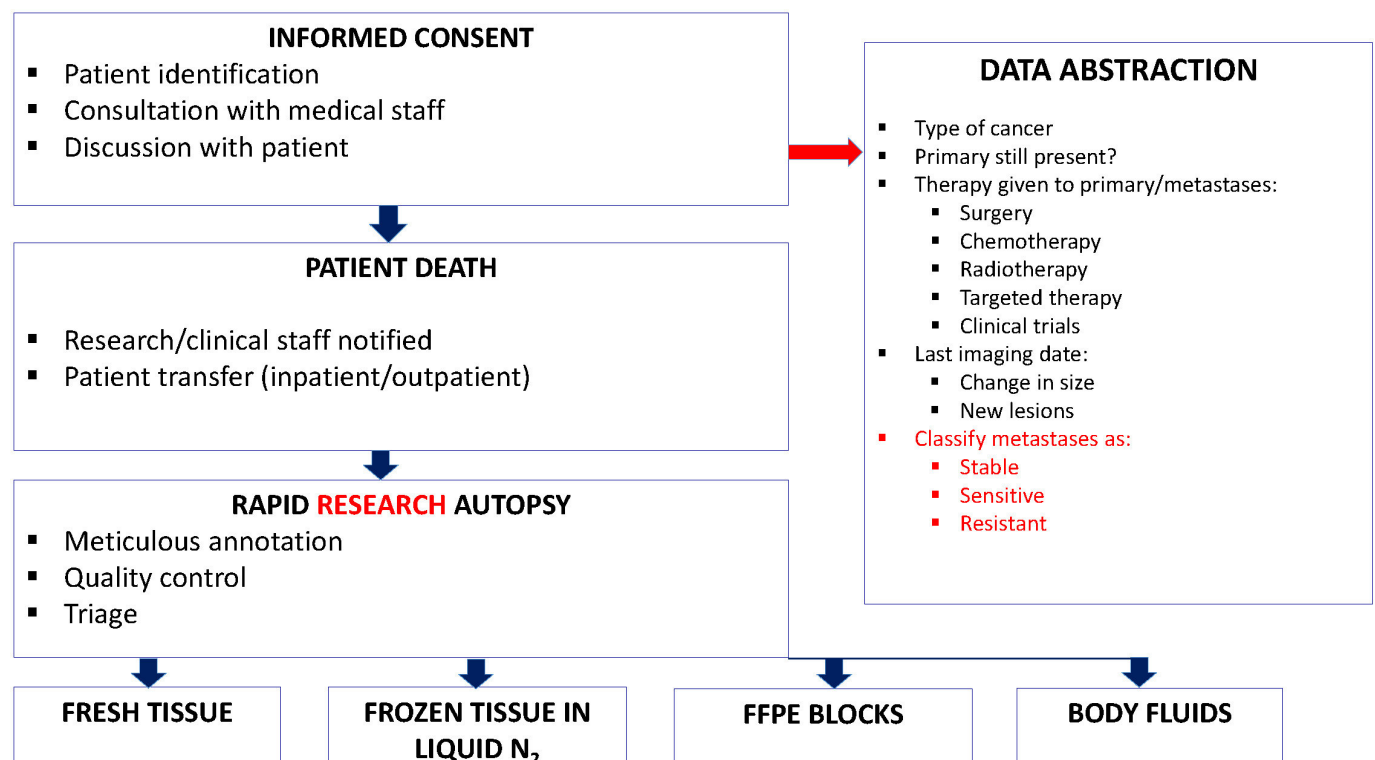 INFORMED CONSENT
▪ Patient identification
▪ Consultation with medical staff
▪ Discussion with patient
DATA ABSTRACTION
▪ Type of cancer
▪ Primary still present?
▪ Therapy given to primary/metastases:
▪ Surgery
▪ Chemotherapy
▪ Radiotherapy
▪ Targeted therapy
▪ Clinical trials
▪ Last imaging date:
▪ Change in size
▪ New lesions
▪ Classify metastases as:
▪ Stable
▪ Sensitive
▪ Resistant
PATIENT DEATH
▪ Research/clinical staff notified
▪ Patient transfer (inpatient/outpatient)
RAPID RESEARCH AUTOPSY
▪ Meticulous annotation
▪ Quality control
▪ Triage
FRESH TISSUE
FROZEN TISSUE IN
LIQUID N₂
FFPE BLOCKS
BODY FLUIDS